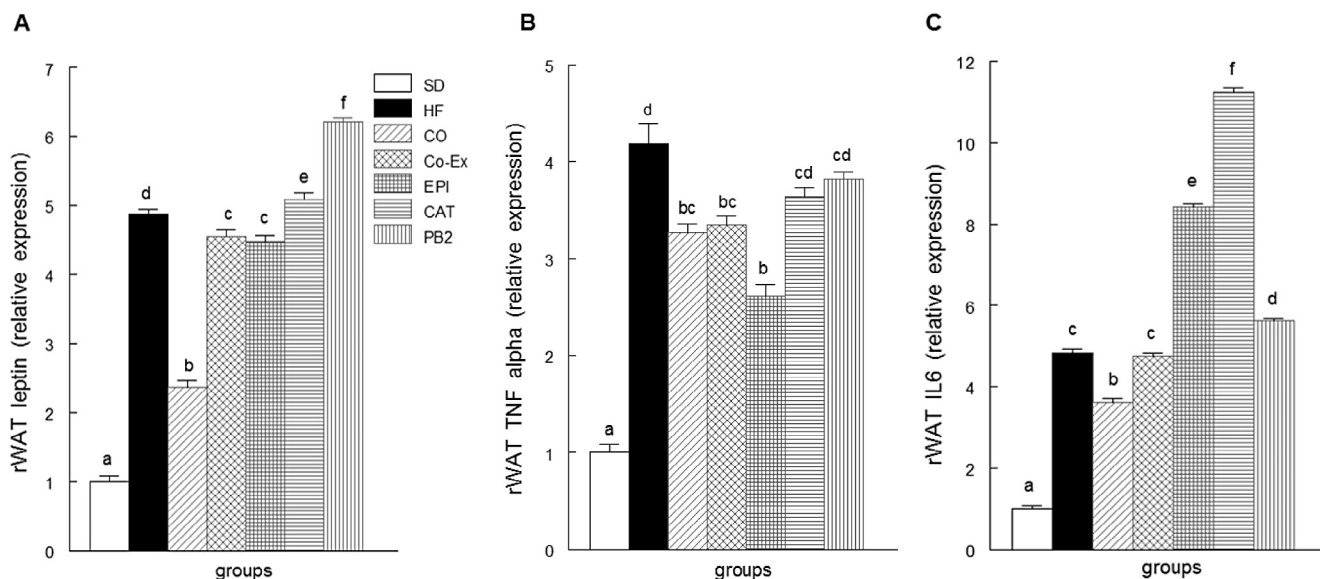 A
rWAT leptin (relative expression)
7
6
5
4
3
2
1
0
a
d
b
c
c
e
f
groups
SD
HF
CO
Co-Ex
EPI
CAT
PB2
B
rWAT TNF alpha (relative expression)
5
4
3
2
1
0
a
d
bc
bc
b
cd
cd
groups
C
rWAT IL6 (relative expression)
12
10
8
6
4
2
0
a
c
b
c
e
f
d
groups